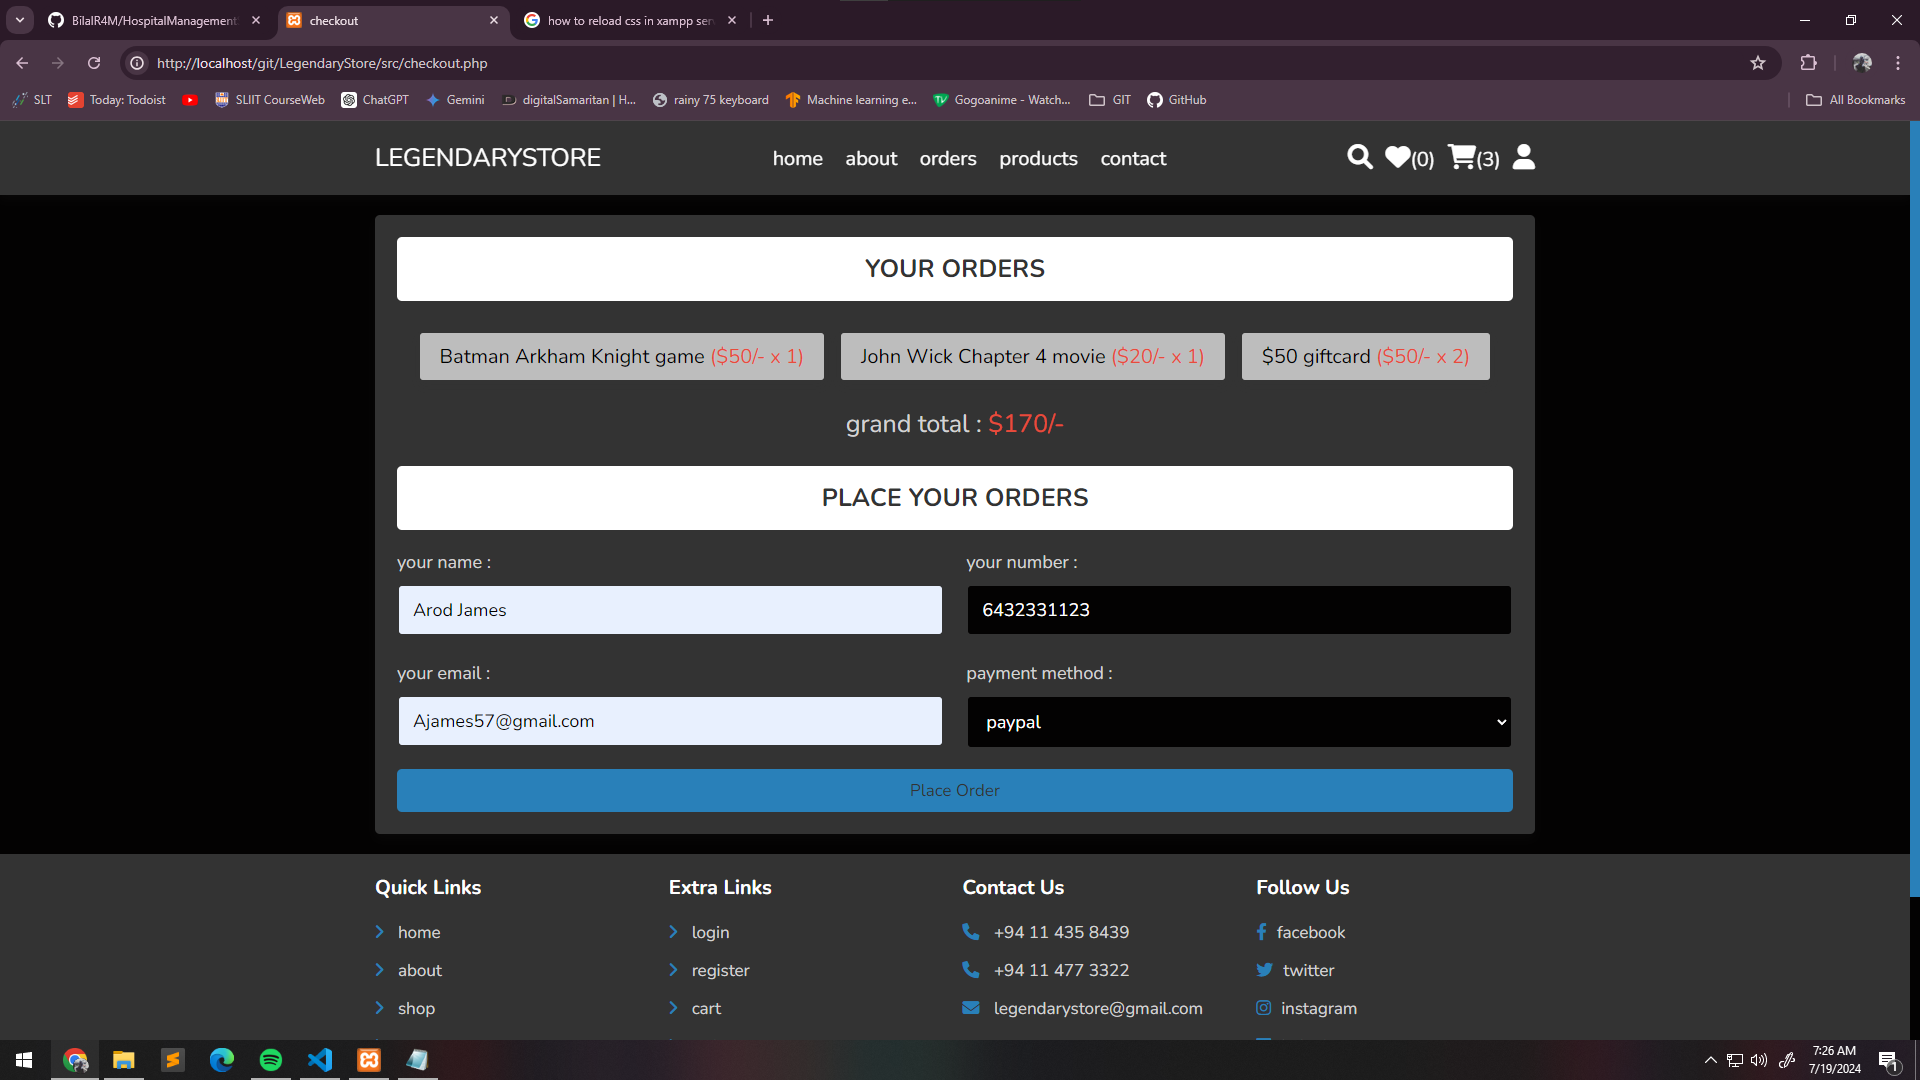 BilalR4M/HospitalManagement
checkout
how to reload css in xampp ser
http://localhost/git/LegendaryStore/src/checkout.php
SLT
Today: Todoist
SLIIT CourseWeb
ChatGPT
Gemini
digitalSamaritan | H...
rainy 75 keyboard
Machine learning e...
Gogoanime - Watch...
GIT
GitHub
All Bookmarks
LEGENDARYSTORE
home about orders products contact
(0) (3)
YOUR ORDERS
Batman Arkham Knight game ($50/- x 1)
John Wick Chapter 4 movie ($20/- x 1)
$50 giftcard ($50/- x 2)
grand total : $170/-
PLACE YOUR ORDERS
your name :
Arod James
your number :
6432331123
your email :
Ajames57@gmail.com
payment method :
paypal
Place Order
Quick Links
home
about
shop
Extra Links
login
register
cart
Contact Us
+94 11 435 8439
+94 11 477 3322
legendarystore@gmail.com
Follow Us
facebook
twitter
instagram
7:26 AM
7/19/2024
1